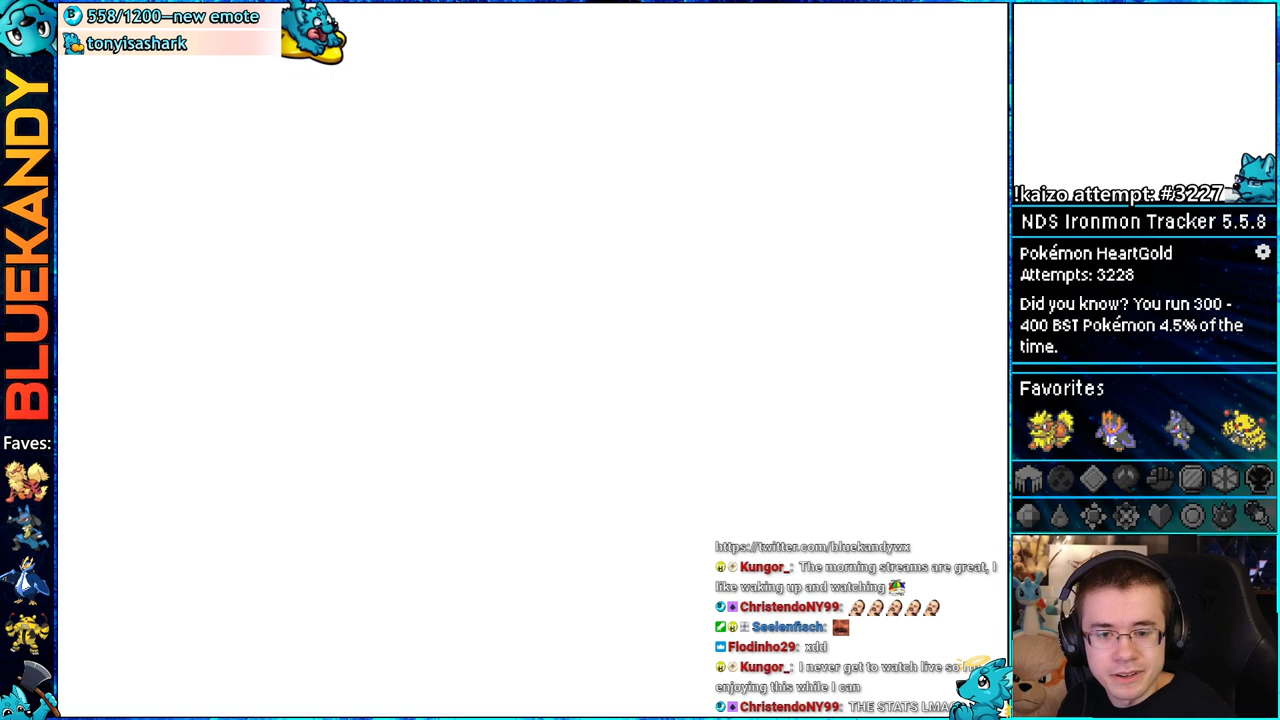 558/1200—new emote
tonyisashark
BLUEKANDY
Faves:
!kaizo attempt: #3227
NDS Ironmon Tracker 5.5.8
Pokémon HeartGold
Attempts: 3228
Did you know? You run 300 -
400 BST Pokémon 4.5% of the
time.
Favorites
https://twitter.com/bluekandywx
Kungor_: The morning streams are great, I
like waking up and watching
ChristendoNY99:
Seelenfisch:
Flodinho29: xdd
Kungor_: I never get to watch live so
enjoying this while I can
ChristendoNY99: THE STATS